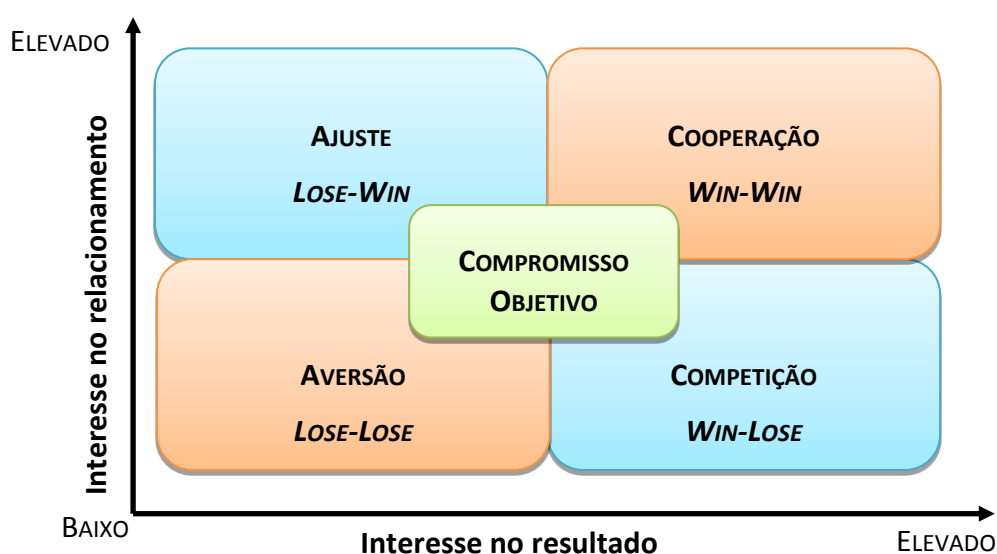 ELEVADO
Interesse no relacionamento
AJUSTE
LOSE-WIN
COOPERAÇÃO
WIN-WIN
COMPROMISSO
OBJETIVO
AVERSÃO
LOSE-LOSE
COMPETIÇÃO
WIN-LOSE
BAIXO
Interesse no resultado
ELEVADO